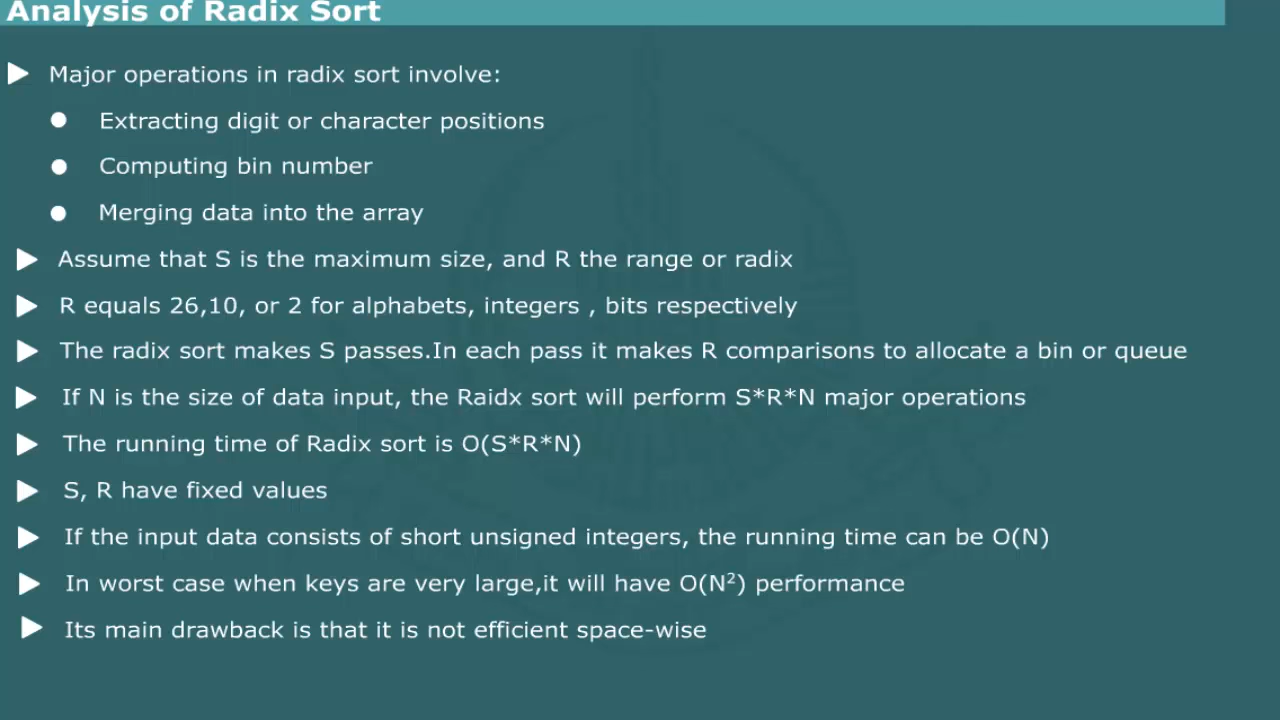 Analysis of Radix Sort
Major operations in radix sort involve:
Extracting digit or character positions
Computing bin number
Merging data into the array
Assume that S is the maximum size, and R the range or radix
R equals 26,10, or 2 for alphabets, integers , bits respectively
The radix sort makes S passes.In each pass it makes R comparisons to allocate a bin or queue
If N is the size of data input, the Raidx sort will perform S*R*N major operations
The running time of Radix sort is O(S*R*N)
S, R have fixed values
If the input data consists of short unsigned integers, the running time can be O(N)
In worst case when keys are very large,it will have O(N²) performance
Its main drawback is that it is not efficient space-wise